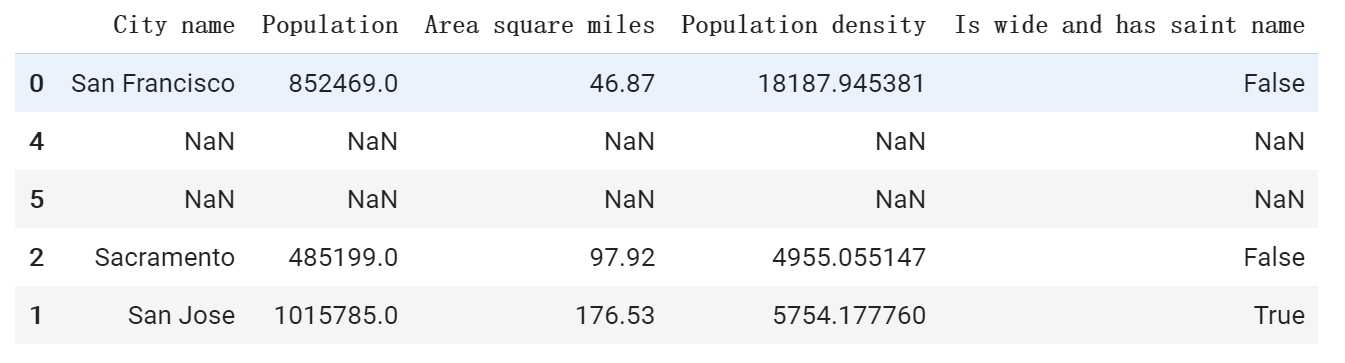 City name Population Area square miles Population density Is wide and has saint name
0 San Francisco 852469.0 46.87 18187.945381 False
4 NaN NaN NaN NaN NaN
5 NaN NaN NaN NaN NaN
2 Sacramento 485199.0 97.92 4955.055147 False
1 San Jose 1015785.0 176.53 5754.177760 True